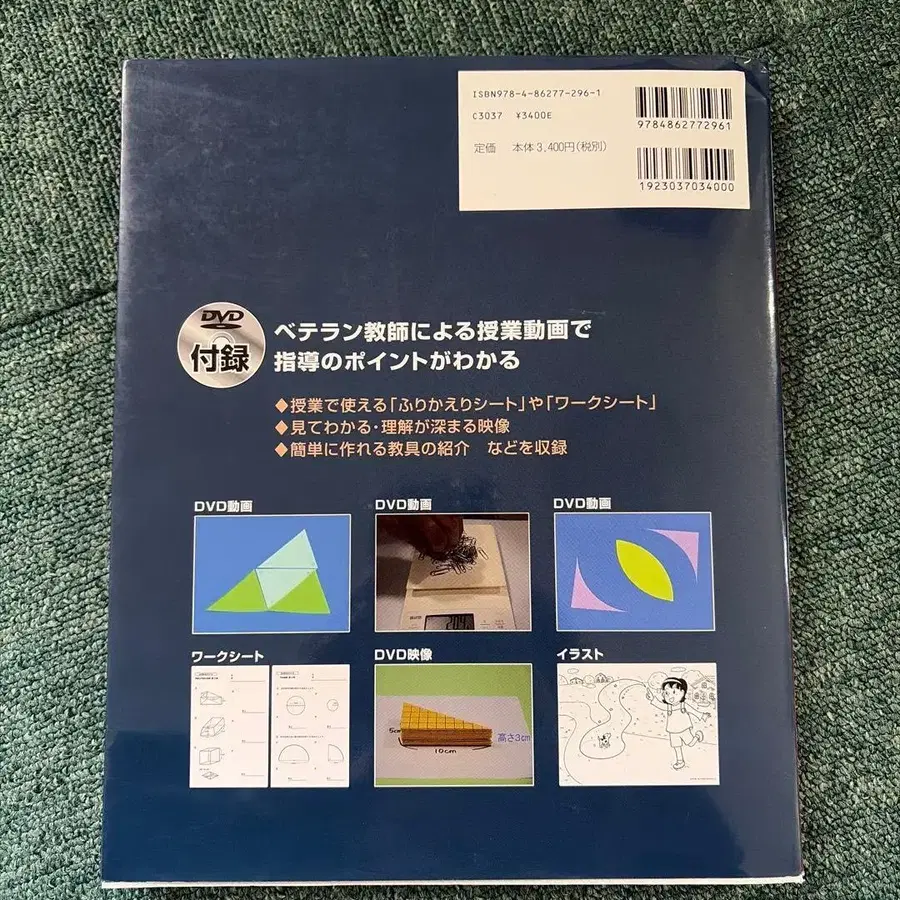 ISBN978-4-86277-296-1
C3037 ¥3400E
定価 本体3,400円(税別)
9784862772961
1923037034000
DVD
付録
ベテラン教師による授業動画で
指導のポイントがわかる
◆授業で使える「ふりかえりシート」や「ワークシート」
◆見てわかる・理解が深まる映像
◆簡単に作れる教具の紹介 などを収録
DVD動画
DVD動画
DVD動画
209
ワークシート
DVD映像
イラスト
5cm
10cm
高さ3cm